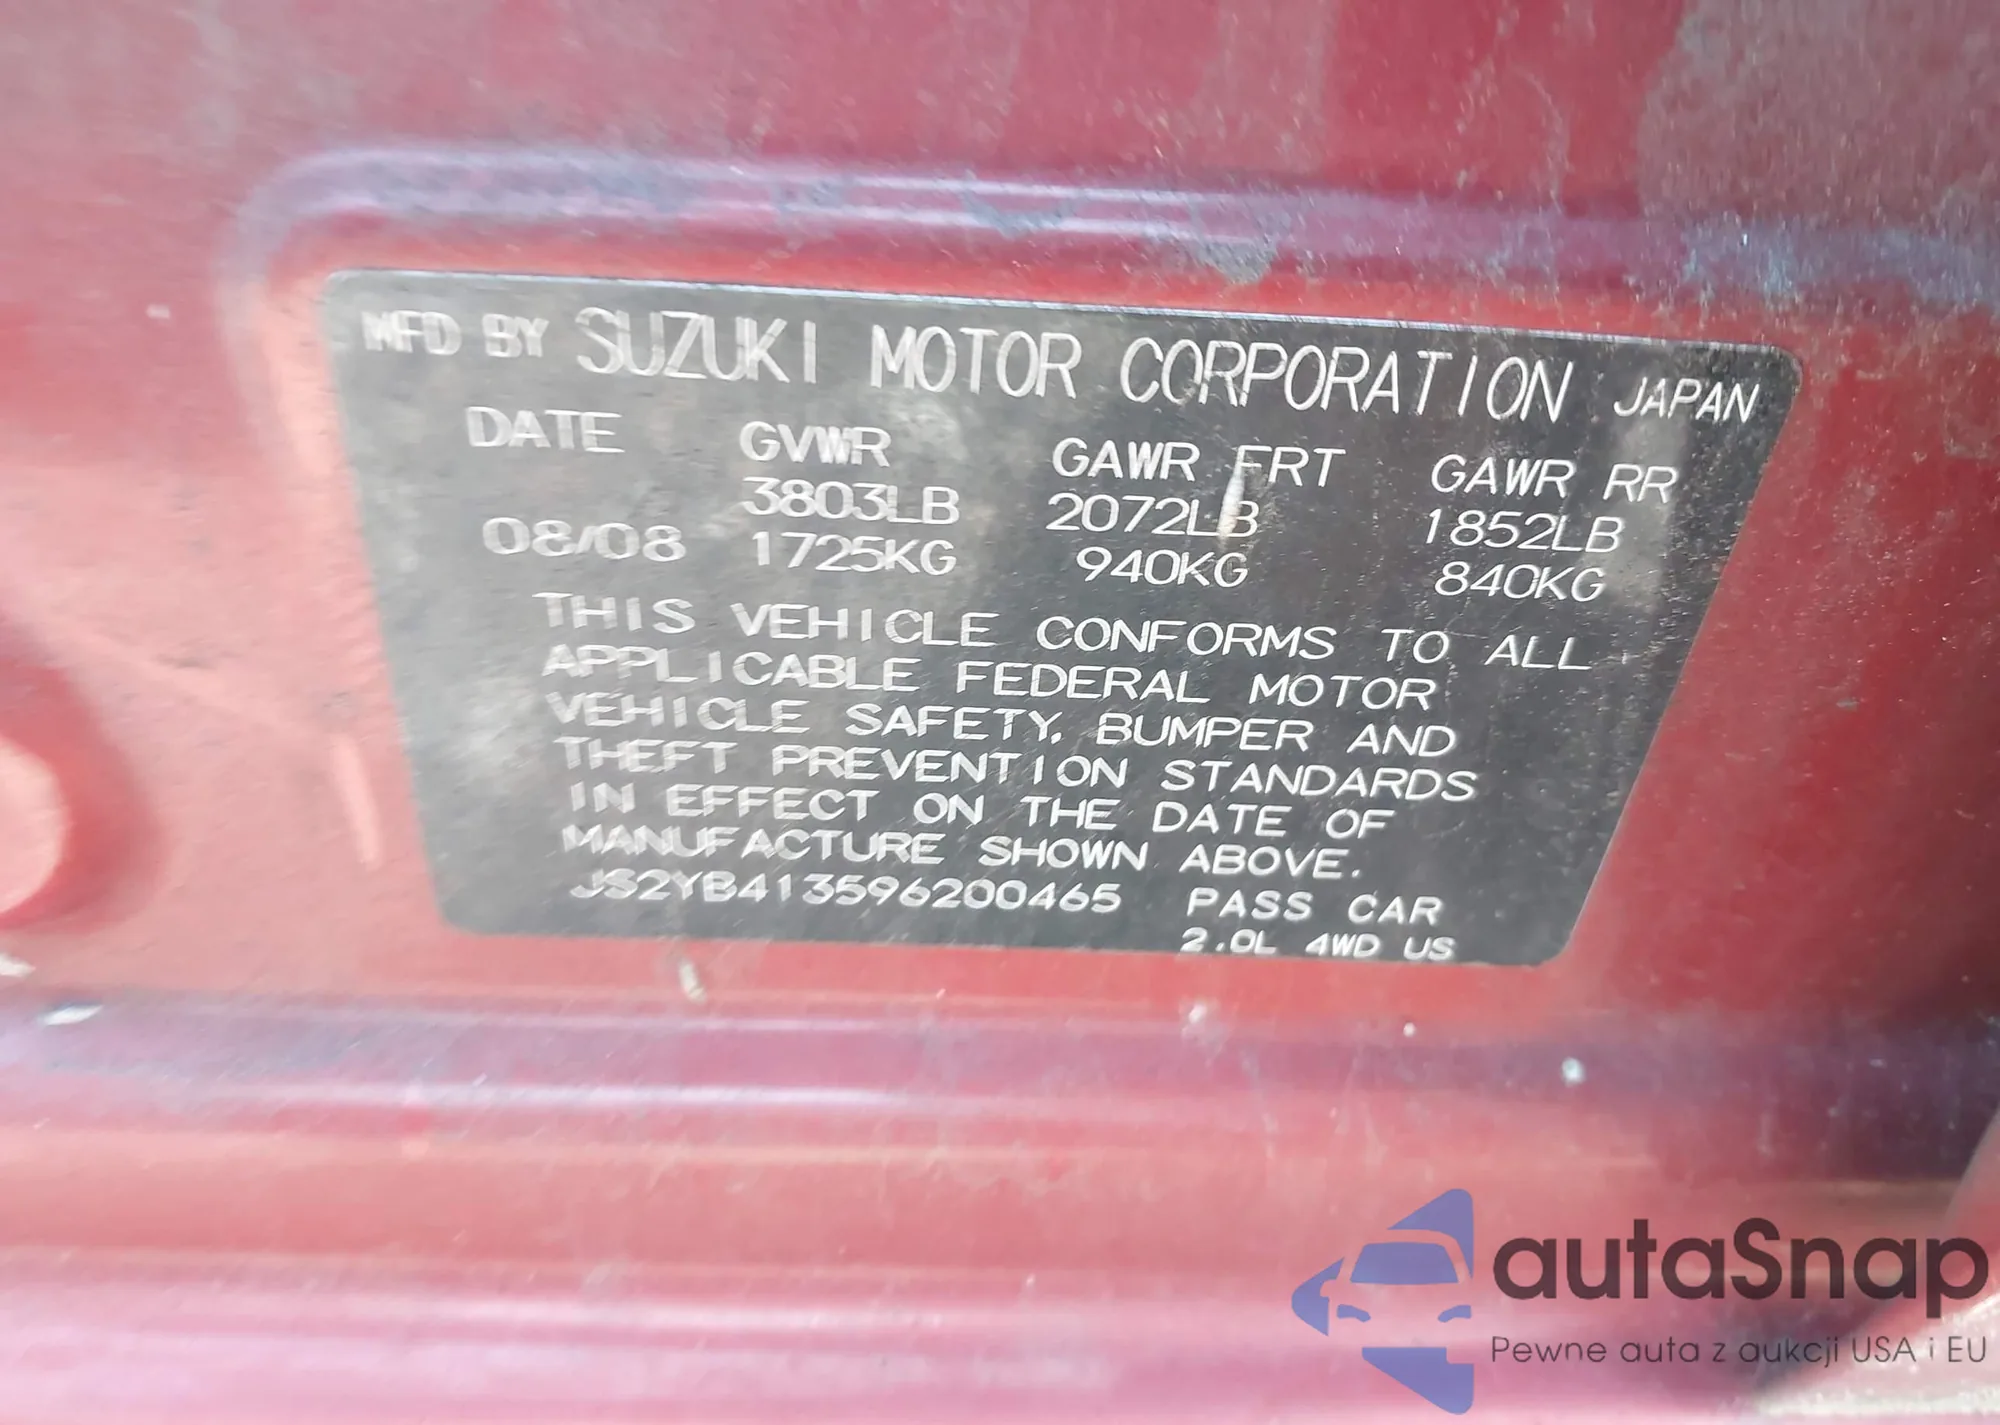 MFD BY SUZUKI MOTOR CORPORATION JAPAN
DATE GVWR GAWR FRT GAWR RR
3803LB 2072LB 1852LB
08/08 1725KG 940KG 840KG
THIS VEHICLE CONFORMS TO ALL
APPLICABLE FEDERAL MOTOR
VEHICLE SAFETY, BUMPER AND
THEFT PREVENTION STANDARDS
IN EFFECT ON THE DATE OF
MANUFACTURE SHOWN ABOVE.
JS2YB413596200465 PASS CAR
2.0L 4WD US
autaSnap
Pewne auta z aukcji USA i EU